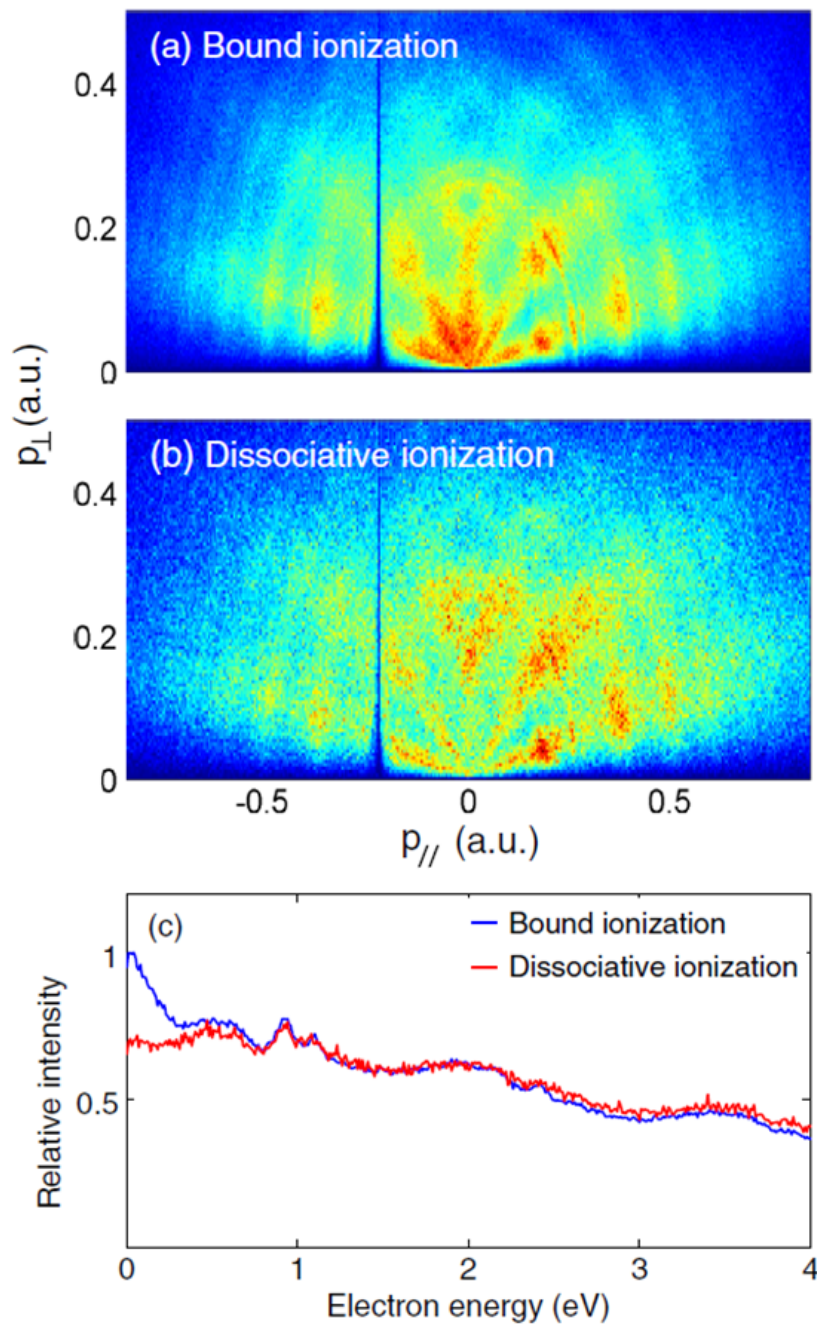 (a) Bound ionization
0.4
0.2
0
p⊥ (a.u.)
(b) Dissociative ionization
0.4
0.2
0
-0.5 0 0.5
p// (a.u.)
(c)
Bound ionization
Dissociative ionization
1
0.5
Relative intensity
0 1 2 3 4
Electron energy (eV)